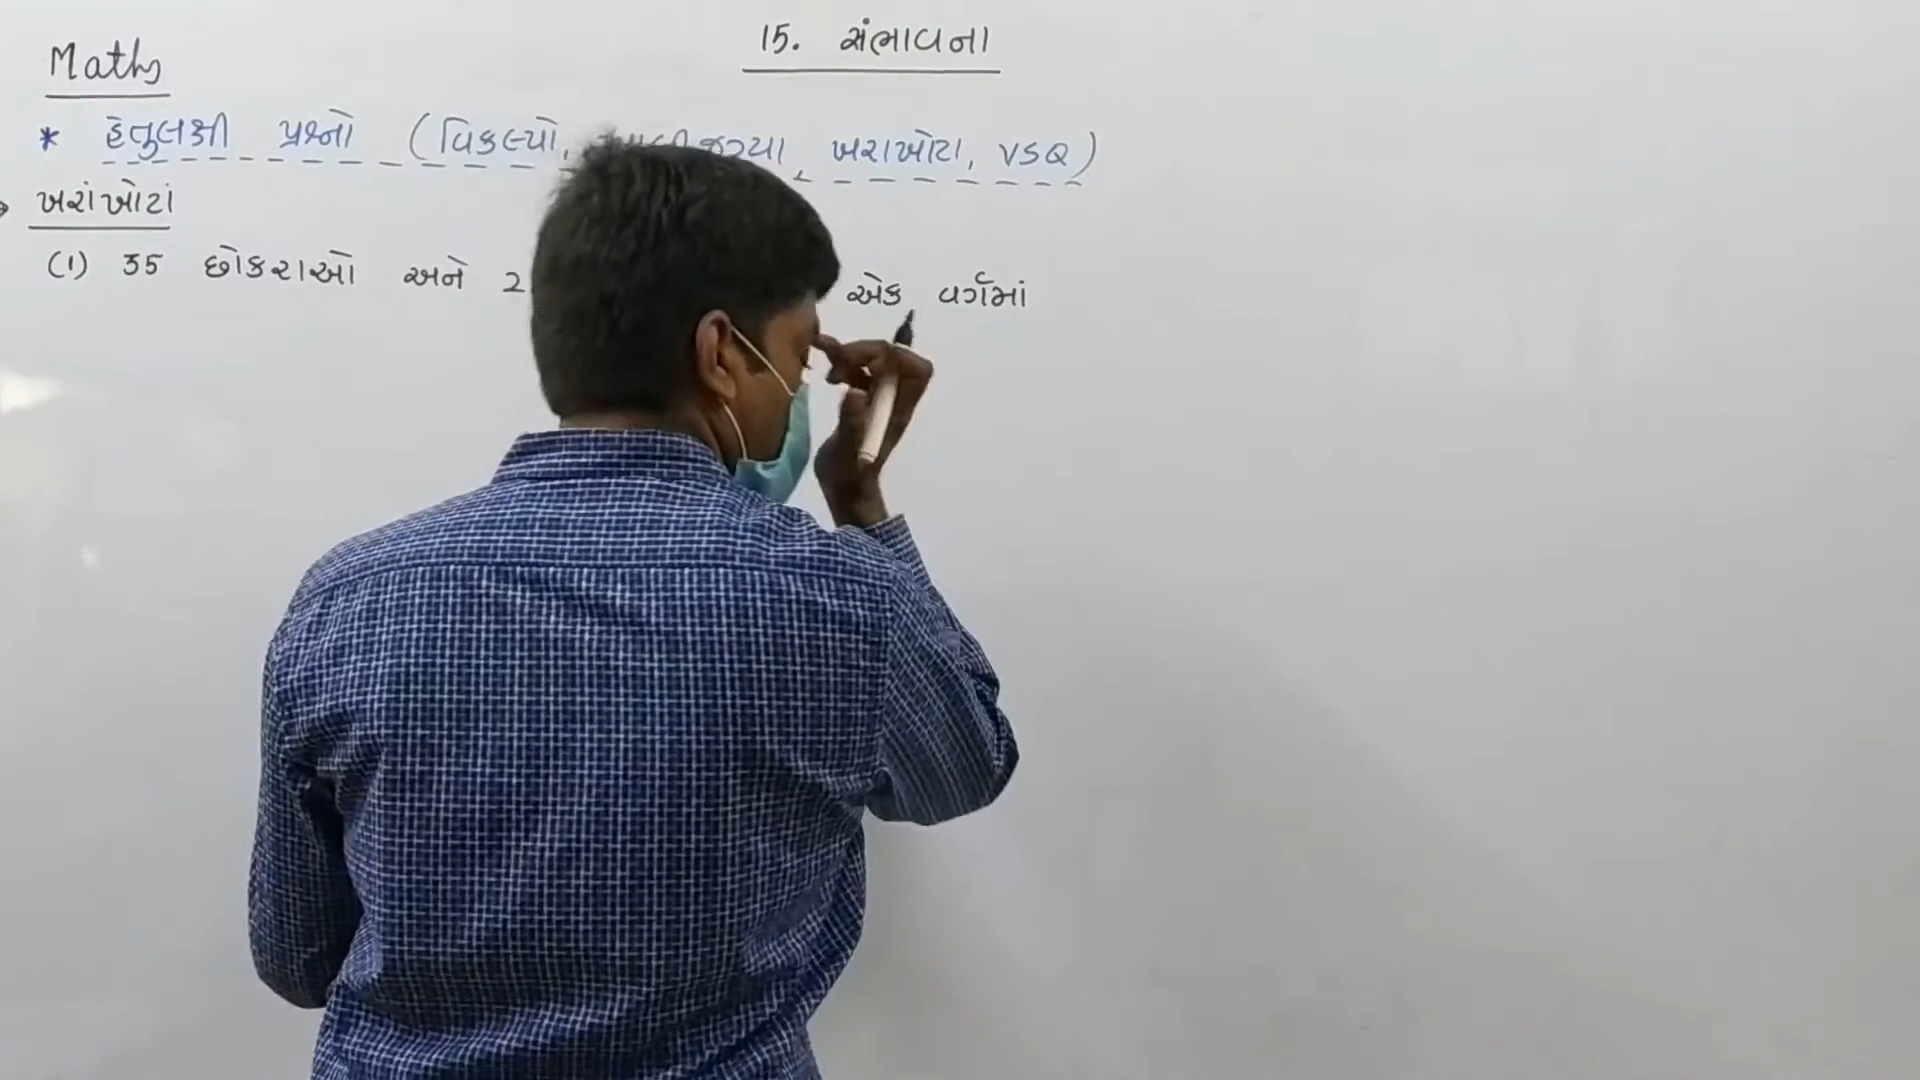 15. સંભાવના
Maths
* હેતુલક્ષી પ્રશ્નો (વિકલ્પો, ખરાખોટા, VSQ)
ખરાંખોટાં
(1) 35 છોકરાઓ અને 2 એક વર્ગમાં